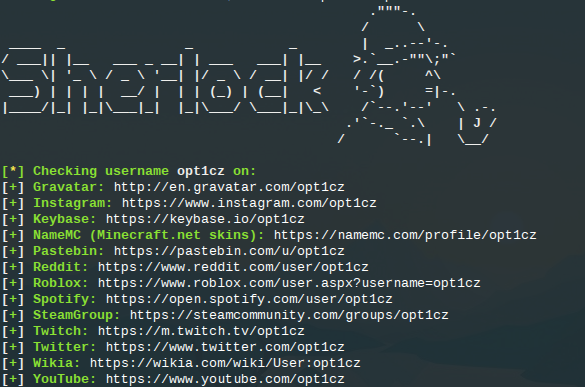 Sherlock
[*] Checking username opt1cz on:
[+] Gravatar: http://en.gravatar.com/opt1cz
[+] Instagram: https://www.instagram.com/opt1cz
[+] Keybase: https://keybase.io/opt1cz
[+] NameMC (Minecraft.net skins): https://namemc.com/profile/opt1cz
[+] Pastebin: https://pastebin.com/u/opt1cz
[+] Reddit: https://www.reddit.com/user/opt1cz
[+] Roblox: https://www.roblox.com/user.aspx?username=opt1cz
[+] Spotify: https://open.spotify.com/user/opt1cz
[+] SteamGroup: https://steamcommunity.com/groups/opt1cz
[+] Twitch: https://m.twitch.tv/opt1cz
[+] Twitter: https://www.twitter.com/opt1cz
[+] Wikia: https://wikia.com/wiki/User:opt1cz
[+] YouTube: https://www.youtube.com/opt1cz